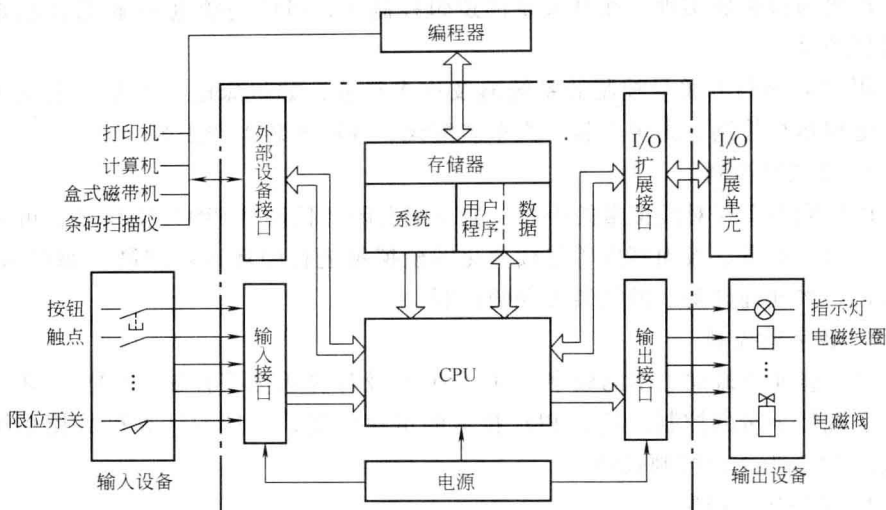 编程器
打印机
计算机
盒式磁带机
条码扫描仪
外部设备接口
存储器
系统
用户程序
数据
I/O扩展接口
I/O扩展单元
按钮
触点
…
限位开关
输入设备
输入接口
CPU
电源
输出接口
…
指示灯
电磁线圈
电磁阀
输出设备